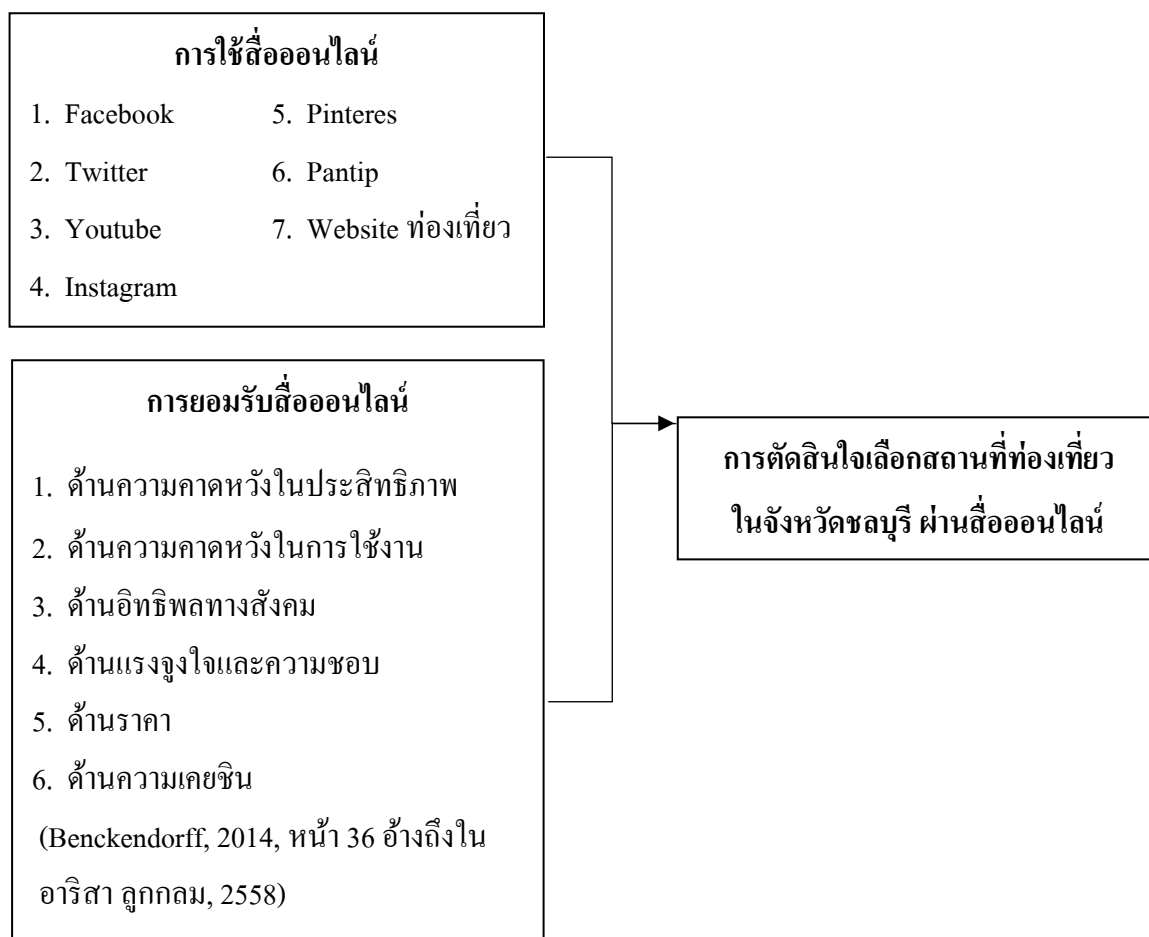 การใช้สื่อออนไลน์
1. Facebook 5. Pinteres
2. Twitter 6. Pantip
3. Youtube 7. Website ท่องเที่ยว
4. Instagram
การยอมรับสื่อออนไลน์
1. ด้านความคาดหวังในประสิทธิภาพ
2. ด้านความคาดหวังในการใช้งาน
3. ด้านอิทธิพลทางสังคม
4. ด้านแรงจูงใจและความชอบ
5. ด้านราคา
6. ด้านความเคยชิน
(Benckendorff, 2014, หน้า 36 อ้างถึงใน
อาริสา ลูกกลม, 2558)
การตัดสินใจเลือกสถานที่ท่องเที่ยว
ในจังหวัดชลบุรี ผ่านสื่อออนไลน์